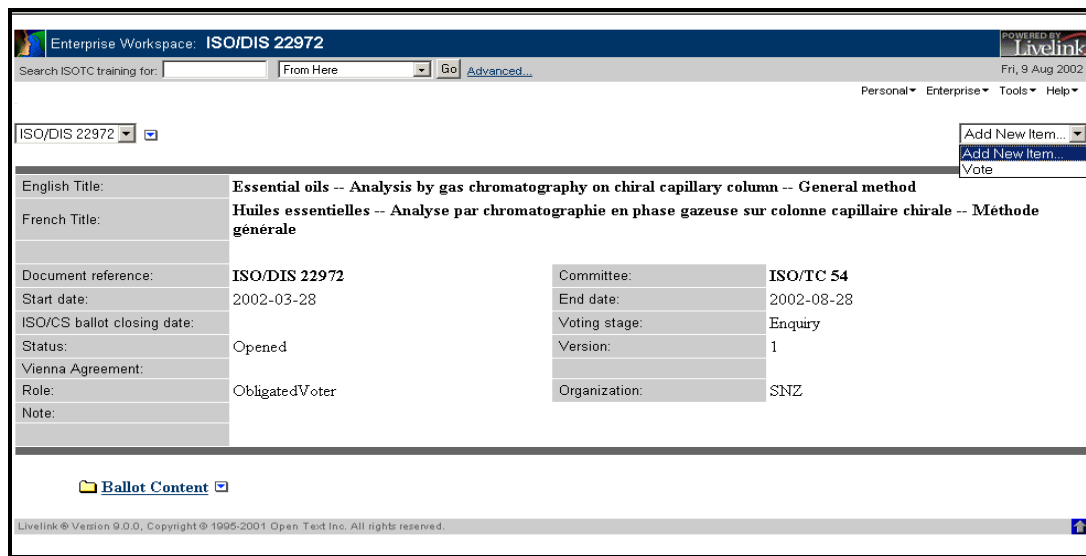 Enterprise Workspace: ISO/DIS 22972
POWERED BY
Livelink
Search ISOTC training for: From Here Go Advanced...
Fri, 9 Aug 2002
Personal Enterprise Tools Help
ISO/DIS 22972
Add New Item...
Add New Item...
Vote
English Title: Essential oils -- Analysis by gas chromatography on chiral capillary column -- General method
French Title: Huiles essentielles -- Analyse par chromatographie en phase gazeuse sur colonne capillaire chirale -- Méthode
générale
Document reference: ISO/DIS 22972 Committee: ISO/TC 54
Start date: 2002-03-28 End date: 2002-08-28
ISO/CS ballot closing date: Voting stage: Enquiry
Status: Opened Version: 1
Vienna Agreement:
Role: ObligatedVoter Organization: SNZ
Note:
Ballot Content
Livelink ® Version 9.0.0, Copyright © 1995-2001 Open Text Inc. All rights reserved.